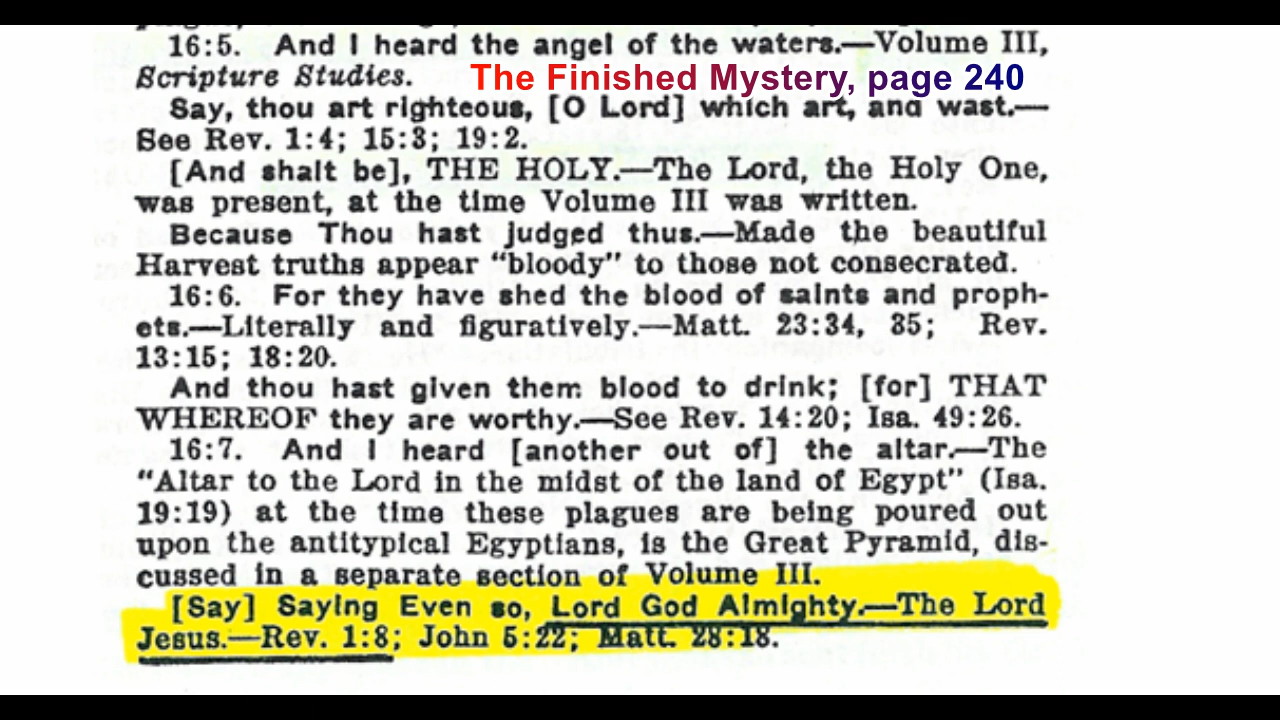 16:5. And I heard the angel of the waters.—Volume III,
Scripture Studies.
The Finished Mystery, page 240
Say, thou art righteous, [O Lord] which art, and wast.—
See Rev. 1:4; 15:3; 19:2.
[And shalt be], THE HOLY.—The Lord, the Holy One,
was present, at the time Volume III was written.
Because Thou hast judged thus.—Made the beautiful
Harvest truths appear “bloody” to those not consecrated.
16:6. For they have shed the blood of saints and proph-
ets.—Literally and figuratively.—Matt. 23:34, 35; Rev.
13:15; 18:20.
And thou hast given them blood to drink; [for] THAT
WHEREOF they are worthy.—See Rev. 14:20; Isa. 49:26.
16:7. And I heard [another out of] the altar.—The
“Altar to the Lord in the midst of the land of Egypt” (Isa.
19:19) at the time these plagues are being poured out
upon the antitypical Egyptians, is the Great Pyramid, dis-
cussed in a separate section of Volume III.
[Say] Saying Even so, Lord God Almighty.—The Lord
Jesus.—Rev. 1:8; John 5:22; Matt. 28:18.